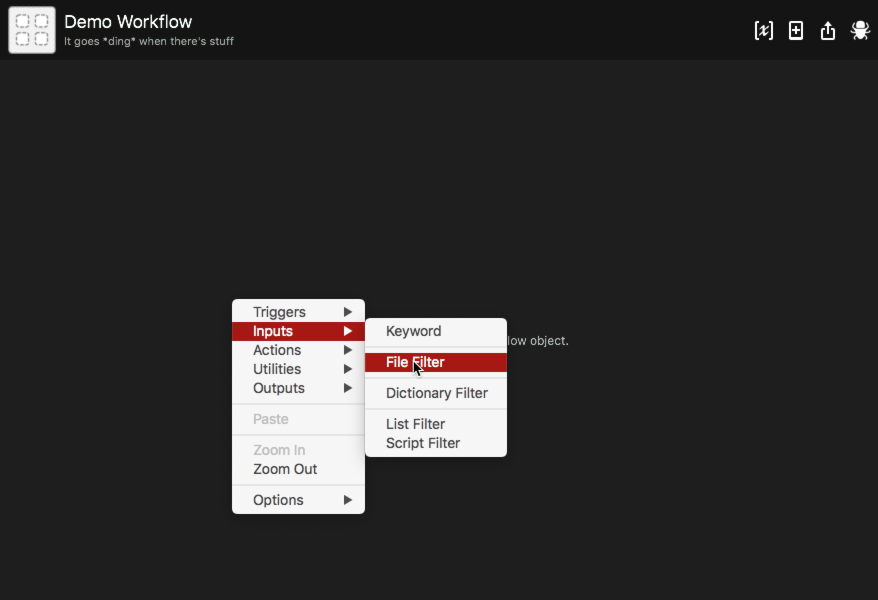 Demo Workflow
It goes *ding* when there's stuff
[x]
Triggers
Inputs
Actions
Utilities
Outputs
Paste
Zoom In
Zoom Out
Options
Keyword
File Filter
Dictionary Filter
List Filter
Script Filter
low object.